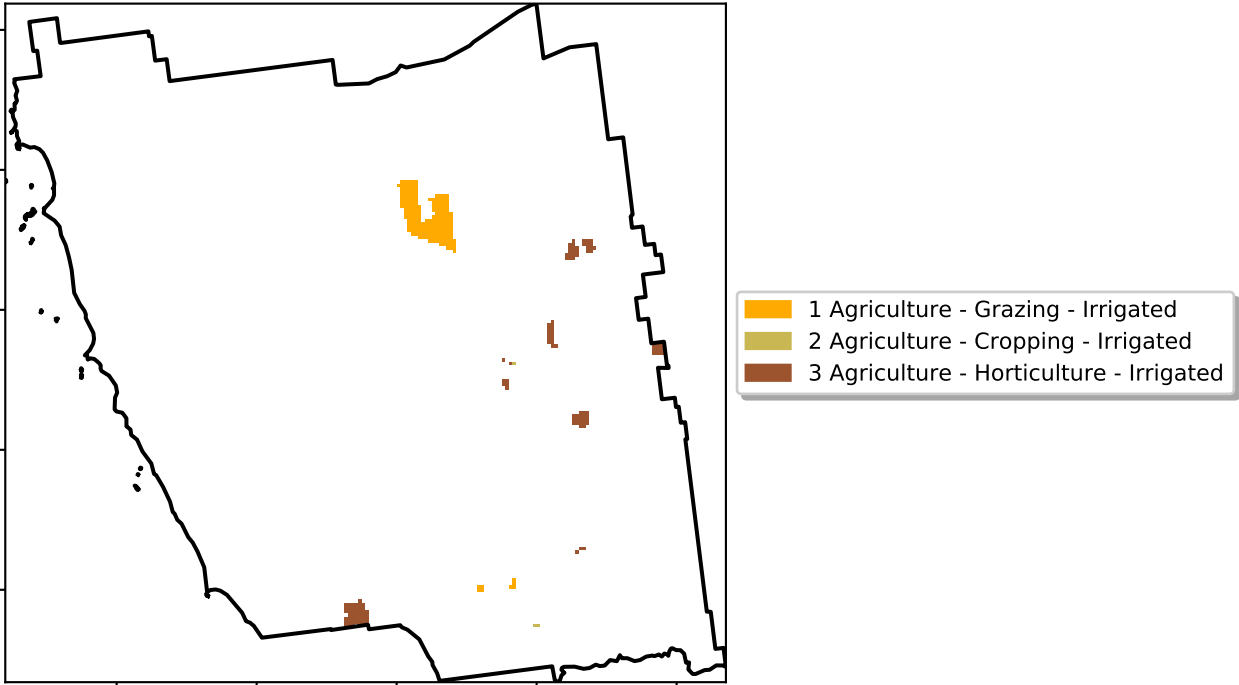 1 Agriculture - Grazing - Irrigated
2 Agriculture - Cropping - Irrigated
3 Agriculture - Horticulture - Irrigated